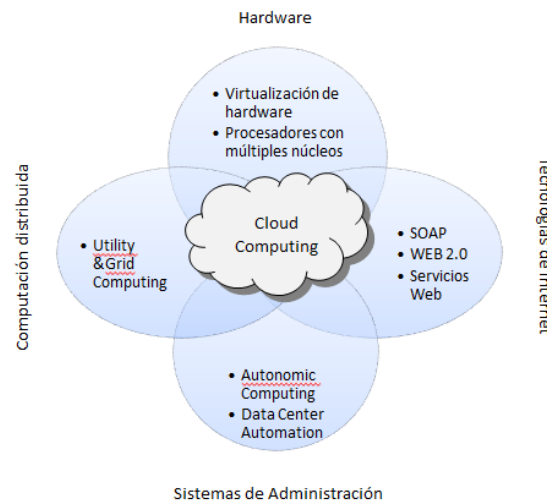 Hardware
• Virtualización de
hardware
• Procesadores con
múltiples núcleos
Computación distribuida
• Utility
&Grid
Computing
Cloud
Computing
• SOAP
• WEB 2.0
• Servicios
Web
Tecnologías de Internet
• Autonomic
Computing
• Data Center
Automation
Sistemas de Administración